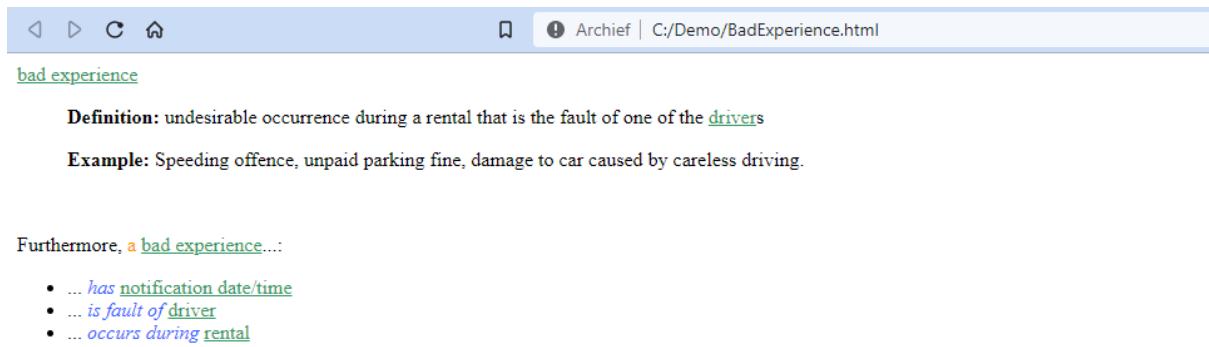 Archief | C:/Demo/BadExperience.html
bad experience
Definition: undesirable occurrence during a rental that is the fault of one of the drivers
Example: Speeding offence, unpaid parking fine, damage to car caused by careless driving.
Furthermore, a bad experience...:
• ... has notification date/time
• ... is fault of driver
• ... occurs during rental